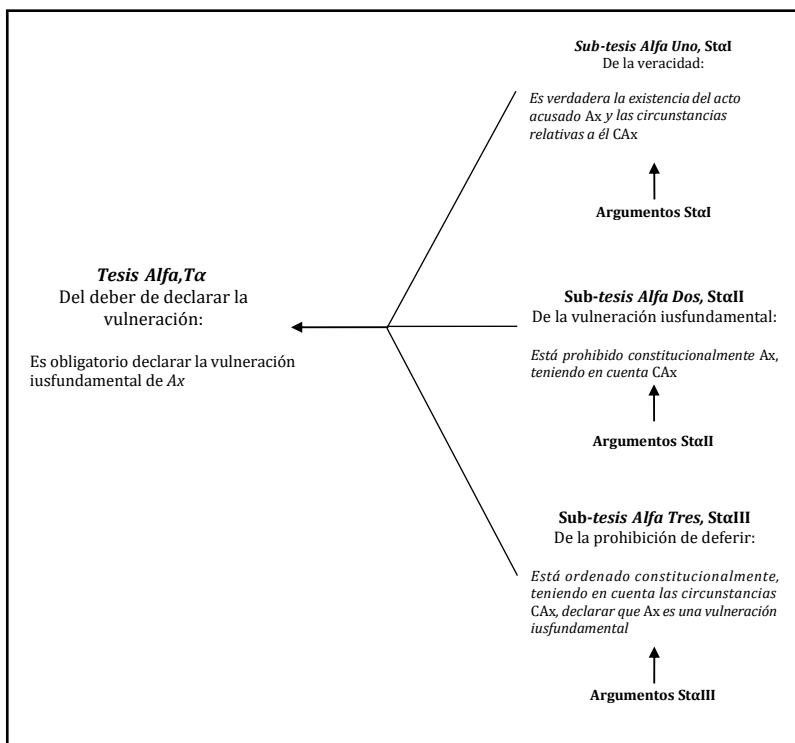 Sub-tesis Alfa Uno, StαI
De la veracidad:
Es verdadera la existencia del acto
acusado Ax y las circunstancias
relativas a él CAx
Argumentos StαI
Tesis Alfa,Tα
Del deber de declarar la
vulneración:
Es obligatorio declarar la vulneración
iusfundamental de Ax
Sub-tesis Alfa Dos, StαII
De la vulneración iusfundamental:
Está prohibido constitucionalmente Ax,
teniendo en cuenta CAx
Argumentos StαII
Sub-tesis Alfa Tres, StαIII
De la prohibición de deferir:
Está ordenado constitucionalmente,
teniendo en cuenta las circunstancias
CAx, declarar que Ax es una vulneración
iusfundamental
Argumentos StαIII